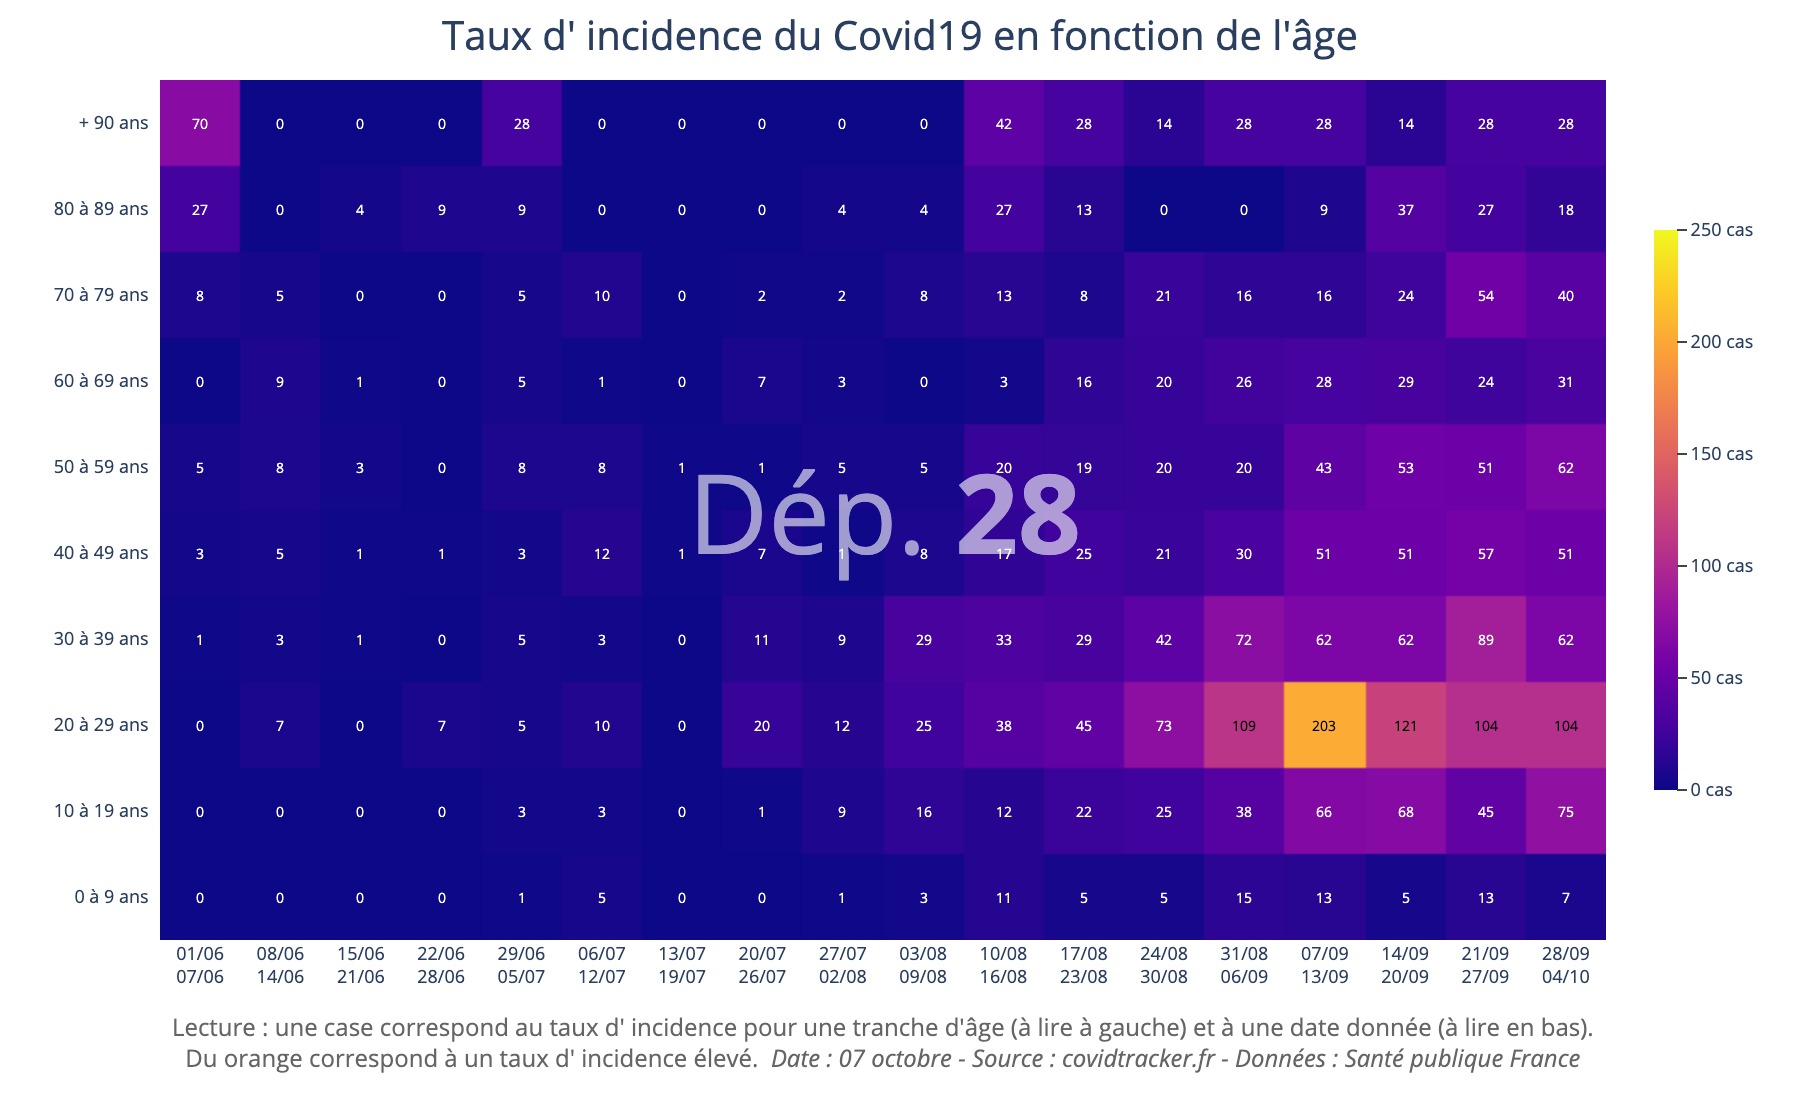 Taux d' incidence du Covid19 en fonction de l'âge
+ 90 ans 70 0 0 0 28 0 0 0 0 0 42 28 14 28 28 14 28 28
80 à 89 ans 27 0 4 9 9 0 0 0 4 4 27 13 0 0 9 37 27 18
70 à 79 ans 8 5 0 0 5 10 0 2 2 8 13 8 21 16 16 24 54 40
60 à 69 ans 0 9 1 0 5 1 0 7 3 0 3 16 20 26 28 29 24 31
50 à 59 ans 5 8 3 0 8 8 1 1 5 5 20 19 20 20 43 53 51 62
Dép. 28
40 à 49 ans 3 5 1 1 3 12 1 7 1 8 17 25 21 30 51 51 57 51
30 à 39 ans 1 3 1 0 5 3 0 11 9 29 33 29 42 72 62 62 89 62
20 à 29 ans 0 7 0 7 5 10 0 20 12 25 38 45 73 109 203 121 104 104
10 à 19 ans 0 0 0 0 3 3 0 1 9 16 12 22 25 38 66 68 45 75
0 à 9 ans 0 0 0 0 1 5 0 0 1 3 11 5 5 15 13 5 13 7
01/06 08/06 15/06 22/06 29/06 06/07 13/07 20/07 27/07 03/08 10/08 17/08 24/08 31/08 07/09 14/09 21/09 28/09
07/06 14/06 21/06 28/06 05/07 12/07 19/07 26/07 02/08 09/08 16/08 23/08 30/08 06/09 13/09 20/09 27/09 04/10
250 cas
200 cas
150 cas
100 cas
50 cas
0 cas
Lecture : une case correspond au taux d' incidence pour une tranche d'âge (à lire à gauche) et à une date donnée (à lire en bas).
Du orange correspond à un taux d' incidence élevé. Date : 07 octobre - Source : covidtracker.fr - Données : Santé publique France